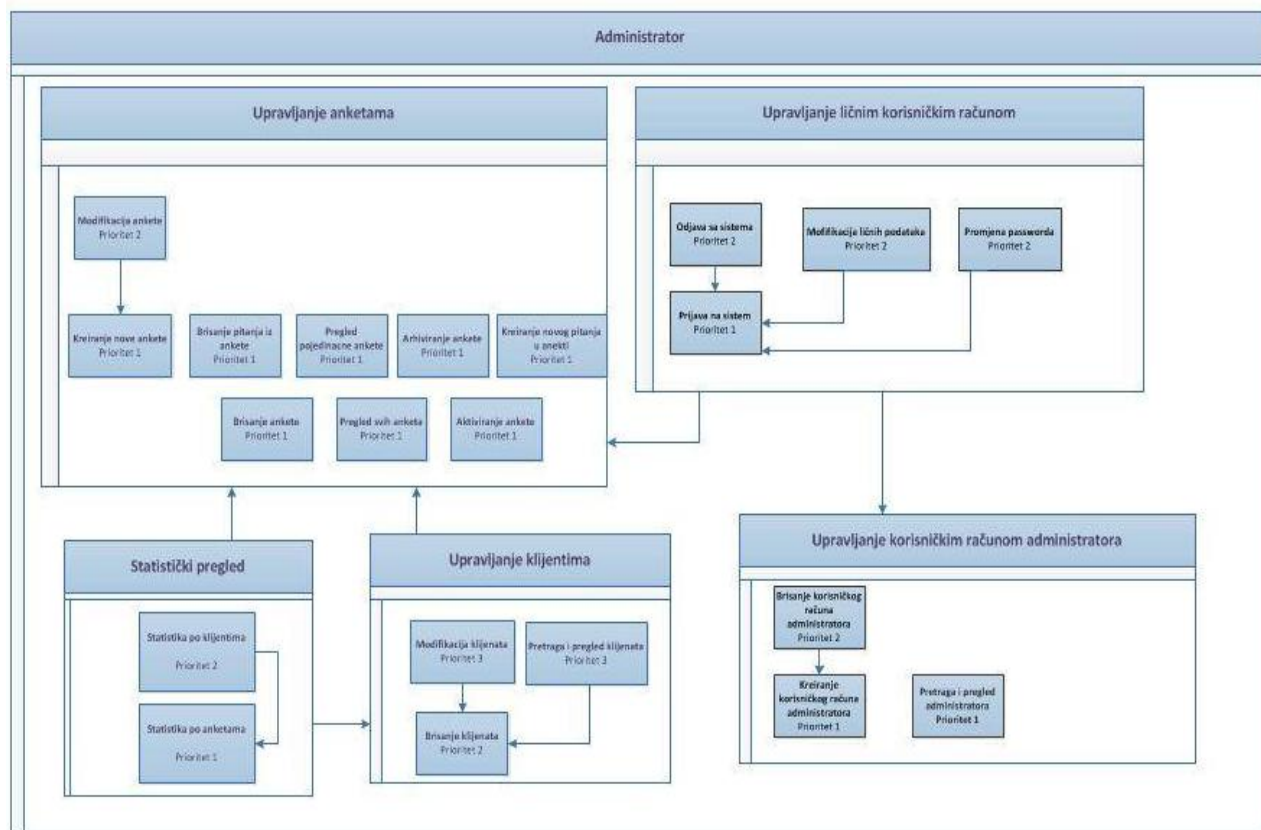 Administrator
Upravljanje anketama
Modifikacija ankete
Prioritet 2
Kreiranje nove ankete
Prioritet 1
Brisanje pitanja iz
ankete
Prioritet 1
Pregled
pojedinacne ankete
Prioritet 1
Arhiviranje ankete
Prioritet 1
Kreiranje novog pitanja
u anekti
Prioritet 1
Brisanje ankete
Prioritet 1
Pregled svih anketa
Prioritet 1
Aktiviranje ankete
Prioritet 1
Upravljanje ličnim korisničkim računom
Odjava sa sistema
Prioritet 2
Mofifikacija ličnih podataka
Prioritet 2
Promjena passworda
Prioritet 2
Prijava na sistem
Prioritet 1
Statistički pregled
Statistika po klijentima
Prioritet 2
Statistika po anketama
Prioritet 1
Upravljanje klijentima
Modifikacija klijenata
Prioritet 3
Pretraga i pregled klijenata
Prioritet 3
Brisanje klijenata
Prioritet 2
Upravljanje korisničkim računom administratora
Brisanje korisničkog
računa
administratora
Prioritet 2
Kreiranje
korisničkog računa
administratora
Prioritet 1
Pretraga i pregled
administratora
Prioritet 1